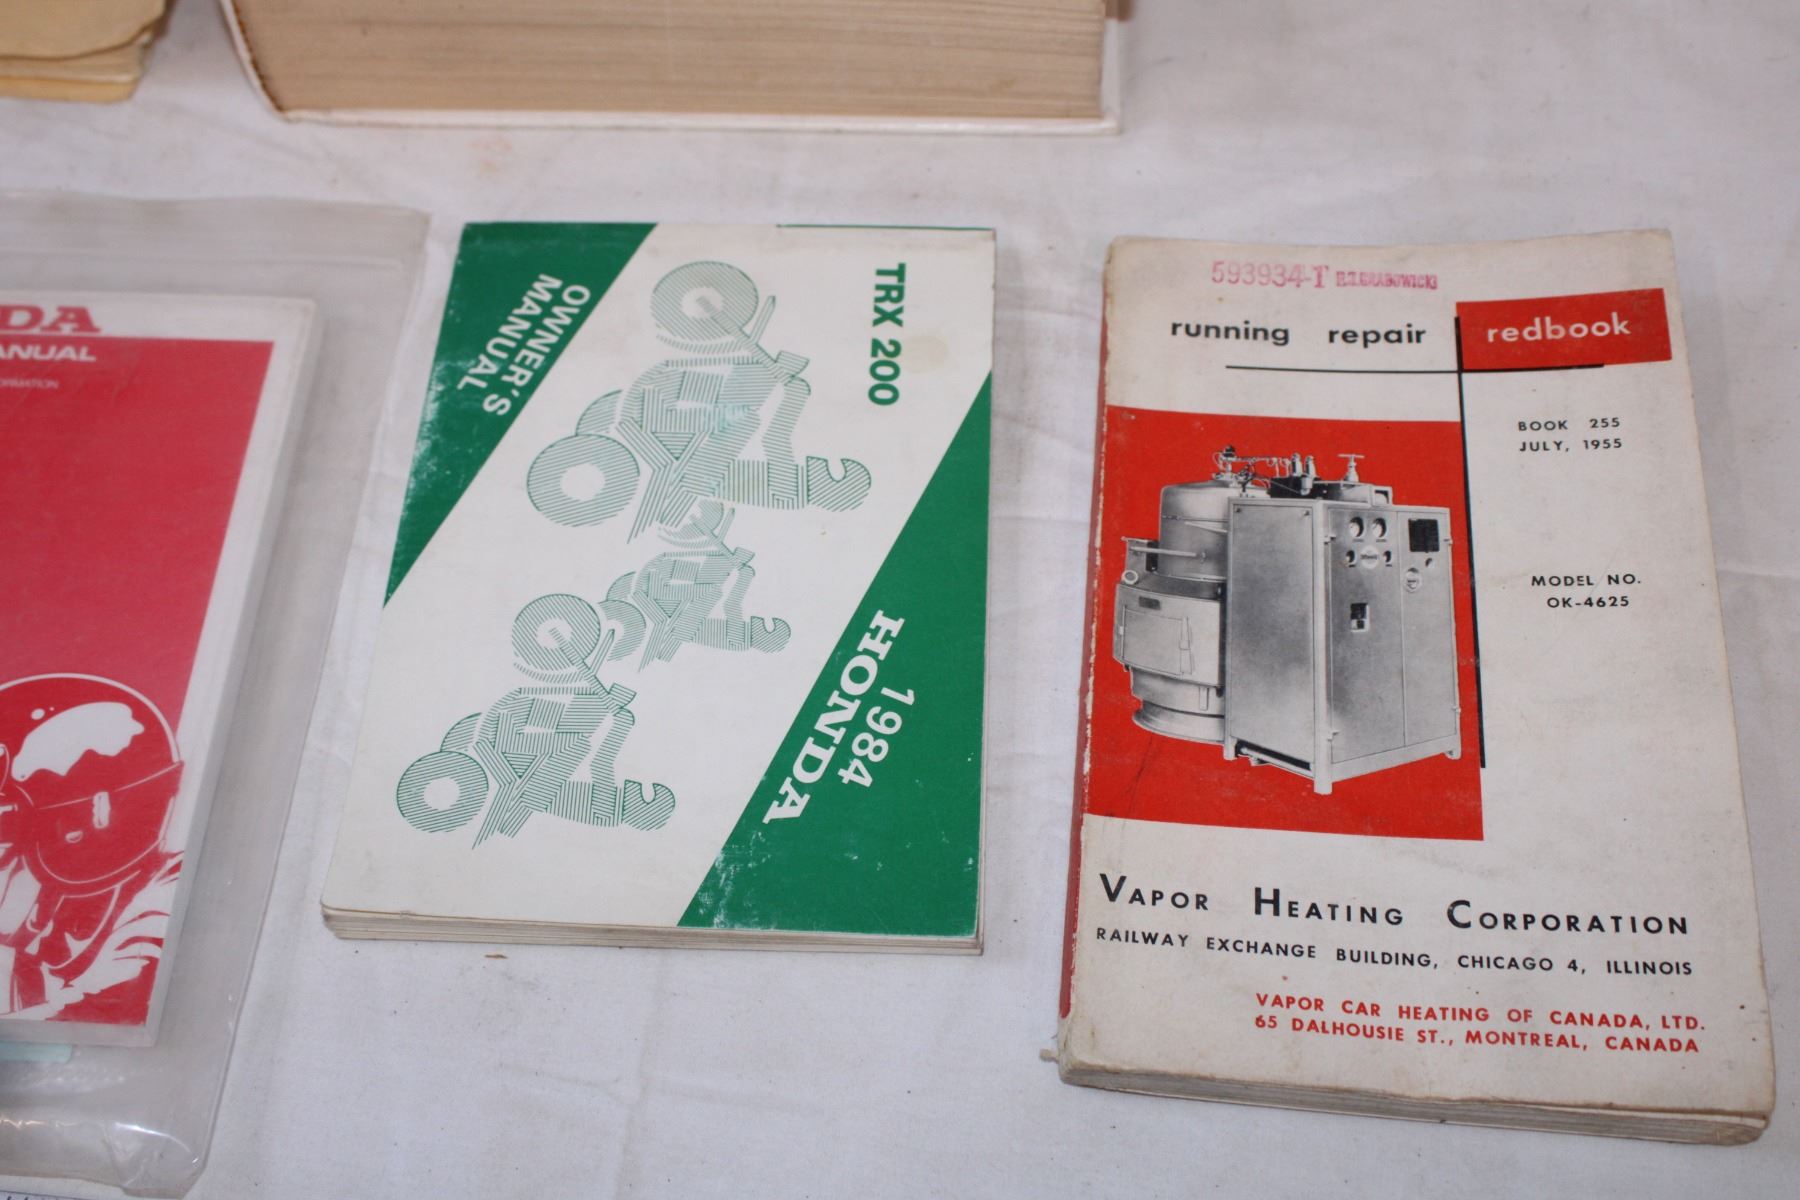 DA
ANUAL
TRX 200
OWNER'S
MANUAL
1984
HONDA
593934-T
running repair redbook
BOOK 255
JULY, 1955
MODEL NO.
OK-4625
VAPOR HEATING CORPORATION
RAILWAY EXCHANGE BUILDING, CHICAGO 4, ILLINOIS
VAPOR CAR HEATING OF CANADA, LTD.
65 DALHOUSIE ST., MONTREAL, CANADA